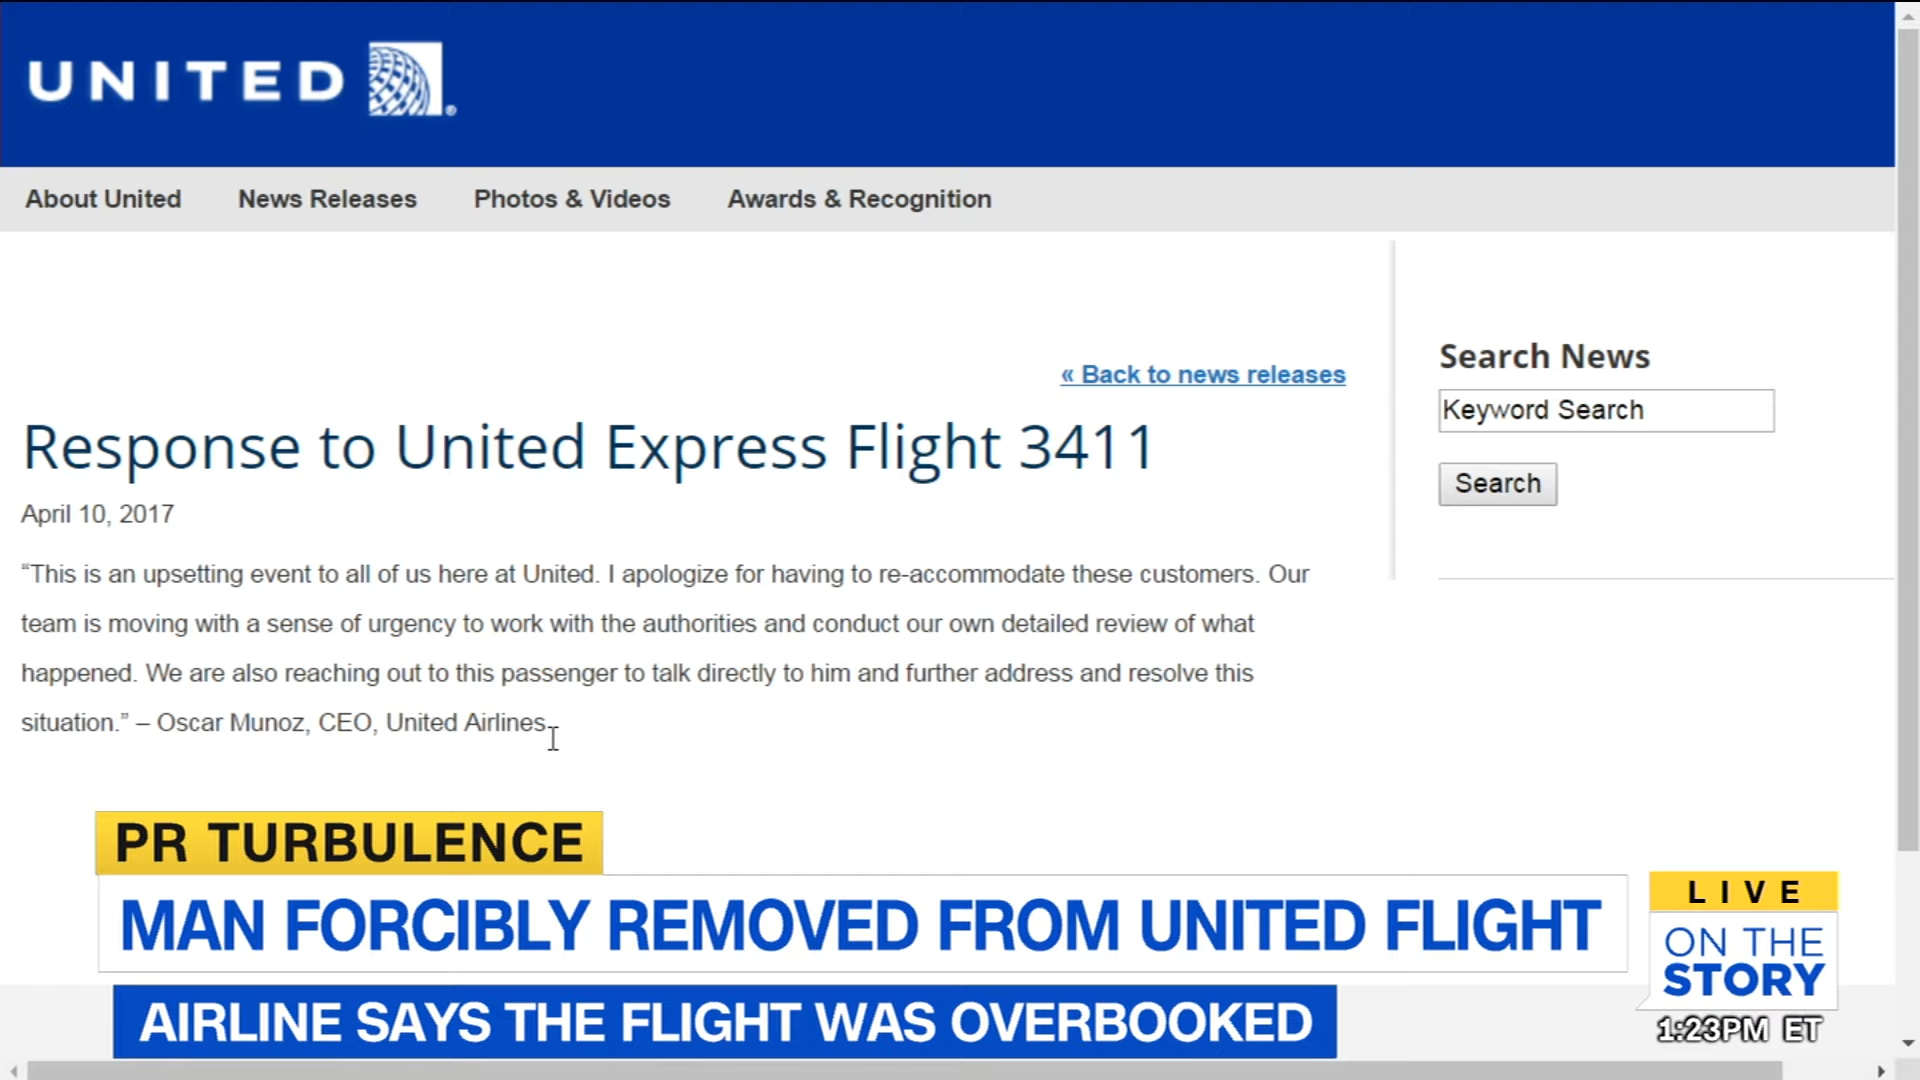 UNITED
About United News Releases Photos & Videos Awards & Recognition
« Back to news releases
Response to United Express Flight 3411
April 10, 2017
“This is an upsetting event to all of us here at United. I apologize for having to re-accommodate these customers. Our
team is moving with a sense of urgency to work with the authorities and conduct our own detailed review of what
happened. We are also reaching out to this passenger to talk directly to him and further address and resolve this
situation.” – Oscar Munoz, CEO, United Airlines
Search News
Keyword Search
Search
PR TURBULENCE
MAN FORCIBLY REMOVED FROM UNITED FLIGHT
AIRLINE SAYS THE FLIGHT WAS OVERBOOKED
LIVE
ON THE
STORY
1:23PM ET